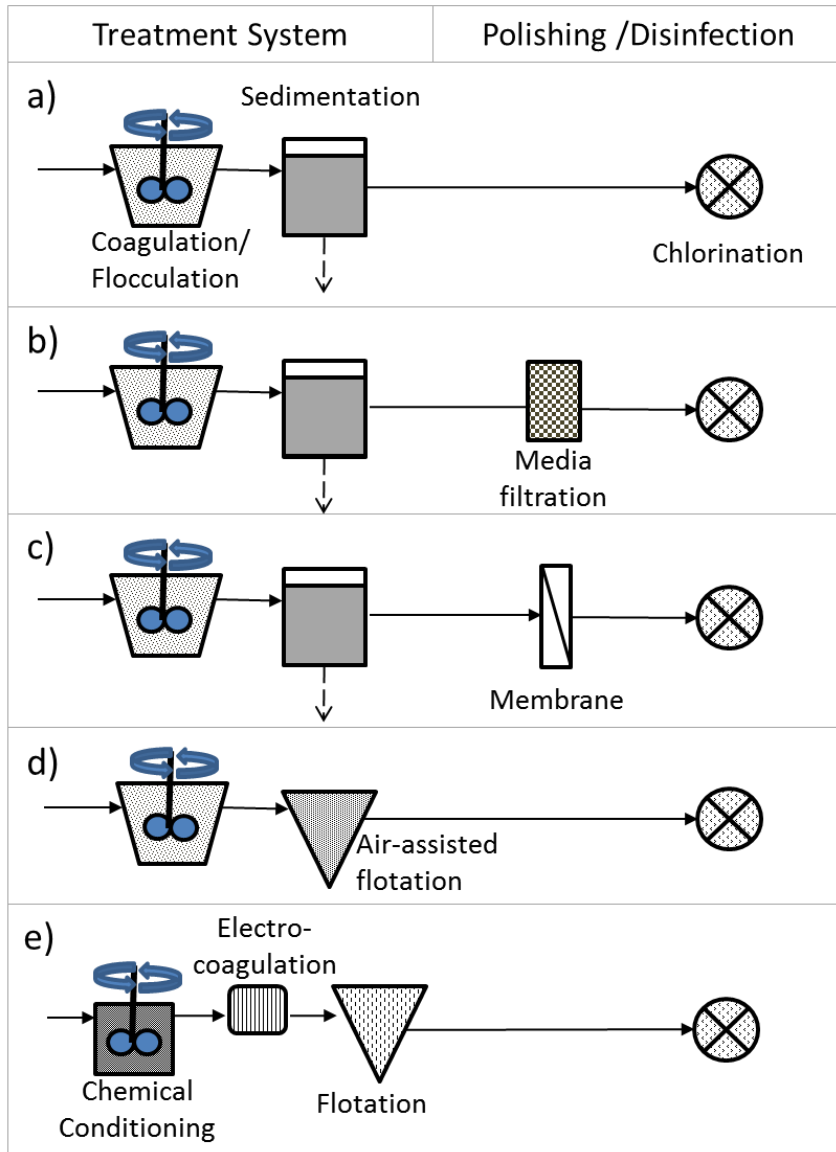 Treatment System
Polishing /Disinfection
a)
Sedimentation
Coagulation/
Flocculation
Chlorination
b)
Media
filtration
c)
Membrane
d)
Air-assisted
flotation
e)
Electro-
coagulation
Chemical
Conditioning
Flotation